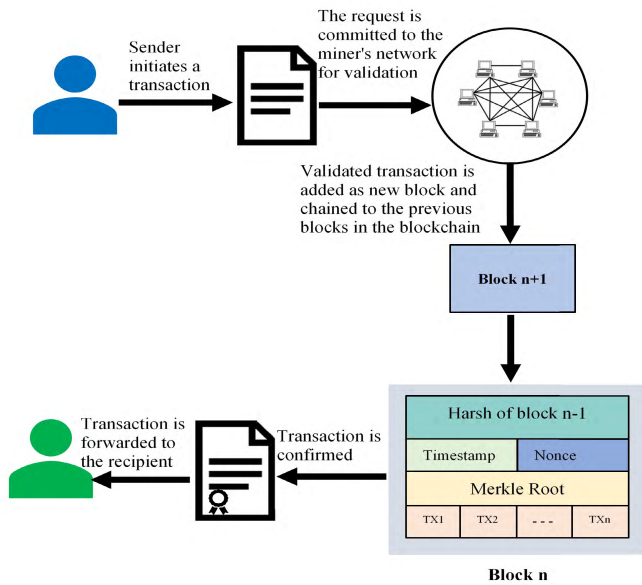 Sender
initiates a
transaction
The request is
committed to the
miner's network
for validation
Validated transaction is
added as new block and
chained to the previous
blocks in the blockchain
Block n+1
Harsh of block n-1
Timestamp
Nonce
Merkle Root
TX1
TX2
---
TXn
Block n
Transaction is
confirmed
Transaction is
forwarded to
the recipient